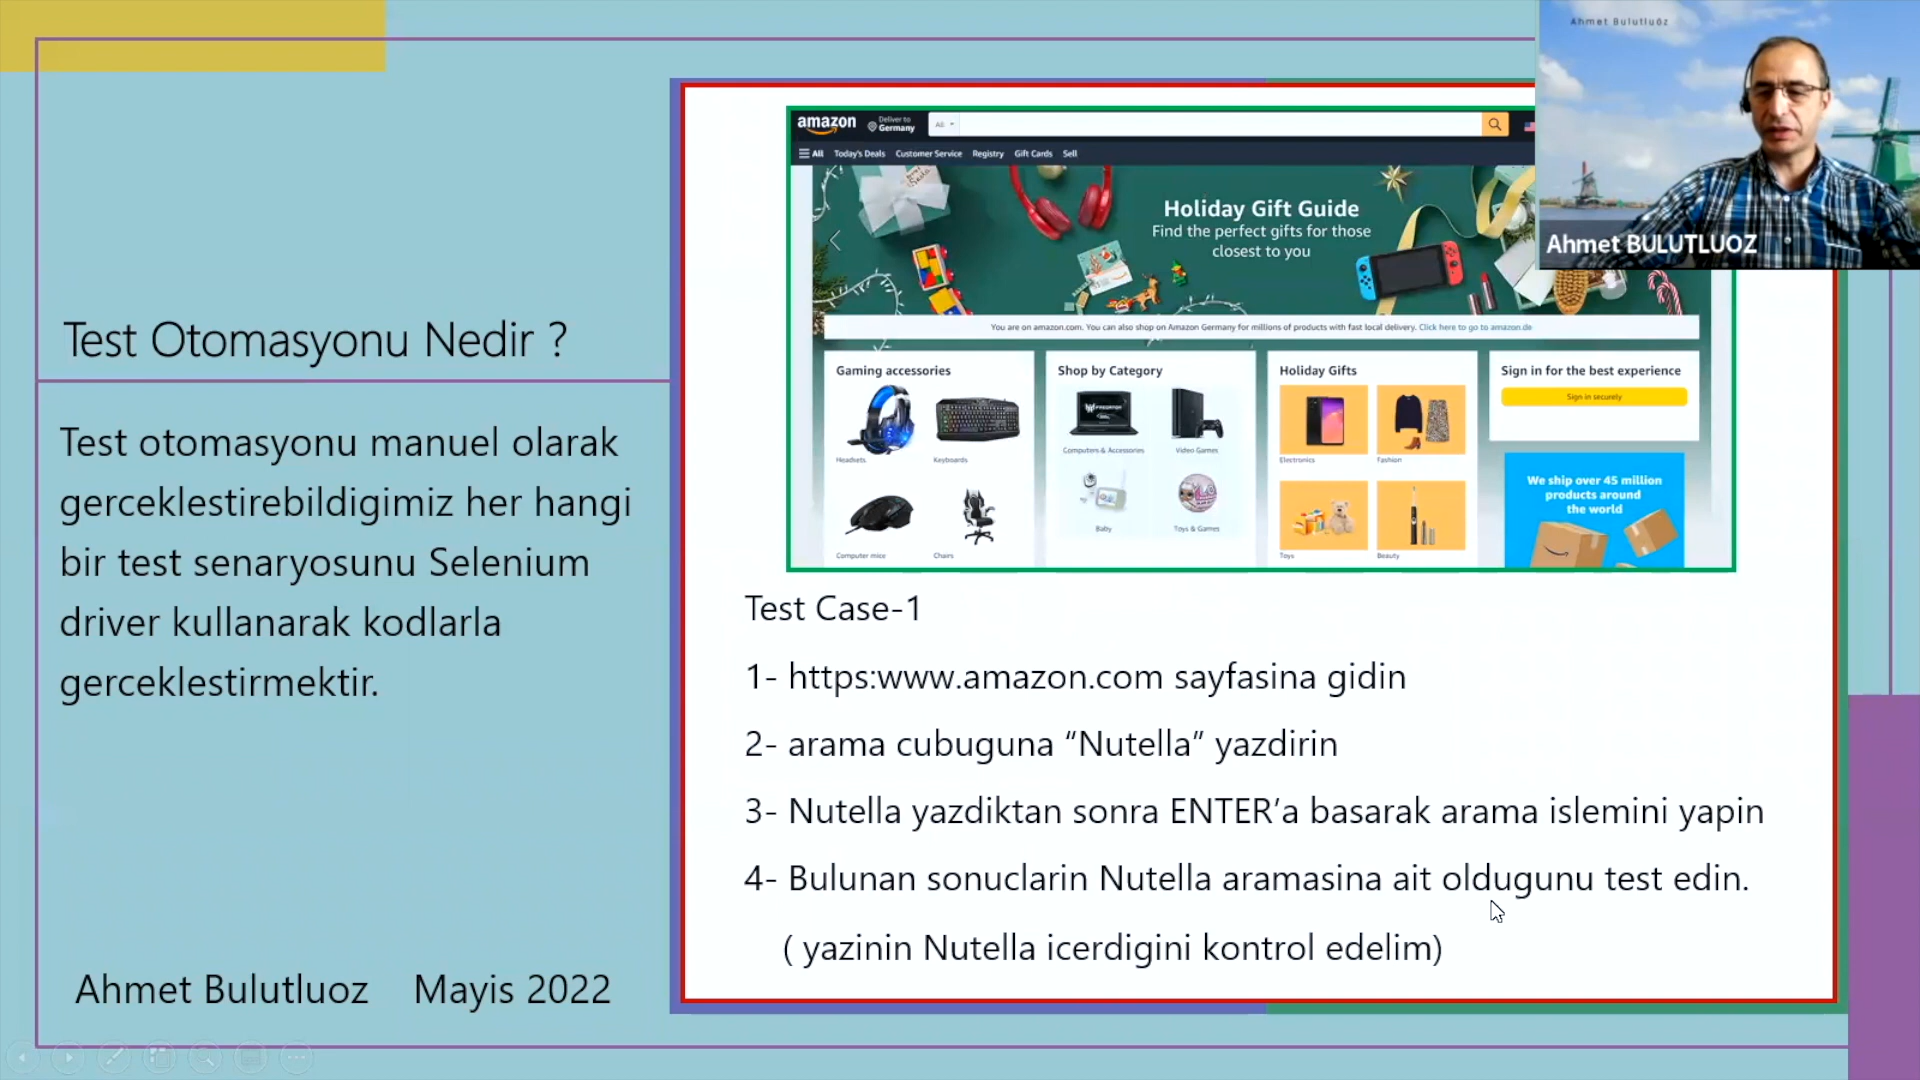 Test Otomasyonu Nedir ?
Test otomasyonu manuel olarak
gerceklestirebildigimiz her hangi
bir test senaryosunu Selenium
driver kullanarak kodlarla
gerceklestirmektir.
Ahmet Bulutluoz Mayis 2022
amazon
Deliver to
Germany
All
All Today's Deals Customer Service Registry Gift Cards Sell
Holiday Gift Guide
Find the perfect gifts for those
closest to you
You are on amazon.com. You can also shop on Amazon Germany for millions of products with fast local delivery. Click here to go to amazon.de
Gaming accessories
Headsets
Keyboards
Computer mice
Chairs
Shop by Category
Computers & Accessories
Video Games
Baby
Toys & Games
Holiday Gifts
Electronics
Fashion
Toys
Beauty
Sign in for the best experience
Sign in securely
We ship over 45 million
products around
the world
Test Case-1
1- https:www.amazon.com sayfasina gidin
2- arama cubuguna “Nutella” yazdirin
3- Nutella yazdiktan sonra ENTER’a basarak arama islemini yapin
4- Bulunan sonuclarin Nutella aramasina ait oldugunu test edin.
( yazinin Nutella icerdigini kontrol edelim)
Ahmet Bulutluöz
Ahmet BULUTLUOZ